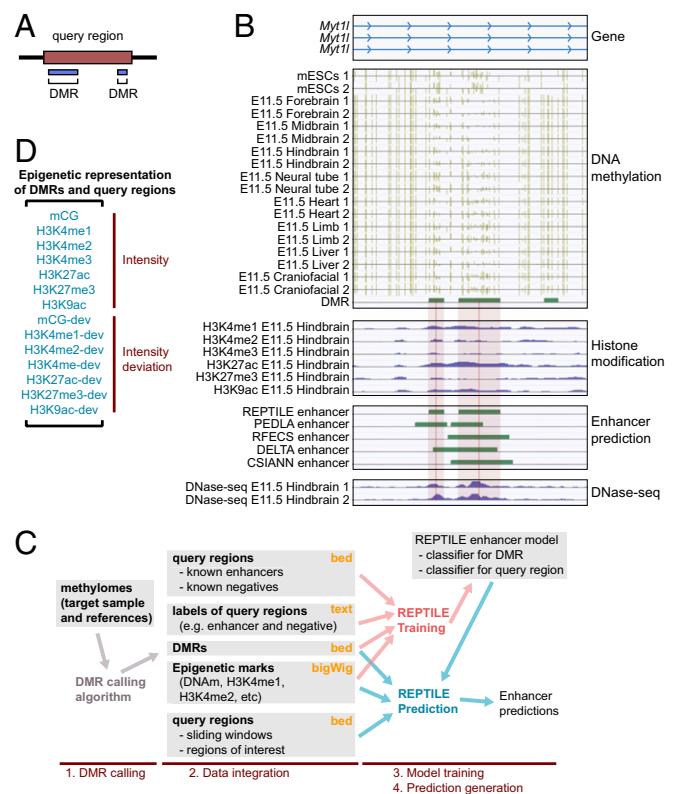 A
query region
DMR DMR
B
Myt1l
Myt1l
Myt1l
Gene
mESCs 1
mESCs 2
E11.5 Forebrain 1
E11.5 Forebrain 2
E11.5 Midbrain 1
E11.5 Midbrain 2
E11.5 Hindbrain 1
E11.5 Hindbrain 2
E11.5 Neural tube 1
E11.5 Neural tube 2
E11.5 Heart 1
E11.5 Heart 2
E11.5 Limb 1
E11.5 Limb 2
E11.5 Liver 1
E11.5 Liver 2
E11.5 Craniofacial 1
E11.5 Craniofacial 2
DMR
DNA
methylation
H3K4me1 E11.5 Hindbrain
H3K4me2 E11.5 Hindbrain
H3K4me3 E11.5 Hindbrain
H3K27ac E11.5 Hindbrain
H3K27me3 E11.5 Hindbrain
H3K9ac E11.5 Hindbrain
Histone
modification
REPTILE enhancer
PEDLA enhancer
RFECS enhancer
DELTA enhancer
CSIANN enhancer
Enhancer
prediction
DNase-seq E11.5 Hindbrain 1
DNase-seq E11.5 Hindbrain 2
DNase-seq
D
Epigenetic representation
of DMRs and query regions
mCG
H3K4me1
H3K4me2
H3K4me3
H3K27ac
H3K27me3
H3K9ac
Intensity
mCG-dev
H3K4me1-dev
H3K4me2-dev
H3K4me-dev
H3K27ac-dev
H3K27me3-dev
H3K9ac-dev
Intensity
deviation
C
methylomes
(target sample
and references)
DMR calling
algorithm
query regions bed
- known enhancers
- known negatives
labels of query regions text
(e.g. enhancer and negative)
DMRs bed
Epigenetic marks bigWig
(DNAm, H3K4me1,
H3K4me2, etc)
query regions bed
- sliding windows
- regions of interest
REPTILE
Training
REPTILE enhancer model
- classifier for DMR
- classifier for query region
REPTILE
Prediction
Enhancer
predictions
1. DMR calling
2. Data integration
3. Model training
4. Prediction generation